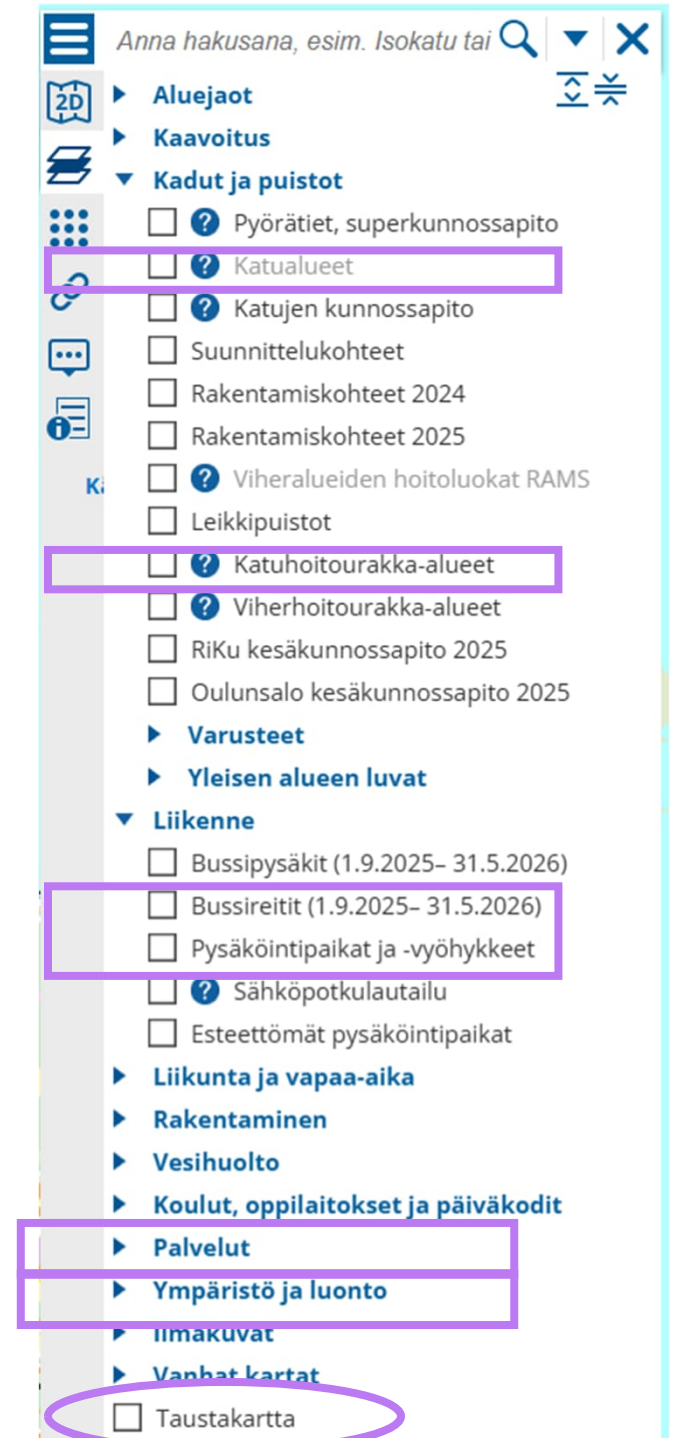 Anna hakusana, esim. Isokatu tai
2D
Aluejaot
Kaavoitus
Kadut ja puistot
? Pyörätiet, superkunnossapito
? Katualueet
? Katujen kunnossapito
Suunnittelukohteet
Rakentamiskohteet 2024
Rakentamiskohteet 2025
Kä
? Viheralueiden hoitoluokat RAMS
Leikkipuistot
? Katuhoitourakka-alueet
? Viherhoitourakka-alueet
RiKu kesäkunnossapito 2025
Oulunsalo kesäkunnossapito 2025
Varusteet
Yleisen alueen luvat
Liikenne
Bussipysäkit (1.9.2025– 31.5.2026)
Bussireitit (1.9.2025– 31.5.2026)
Pysäköintipaikat ja -vyöhykkeet
? Sähköpotkulautailu
Esteettömät pysäköintipaikat
Liikunta ja vapaa-aika
Rakentaminen
Vesihuolto
Koulut, oppilaitokset ja päiväkodit
Palvelut
Ympäristö ja luonto
Ilmakuvat
Vanhat kartat
Taustakartta